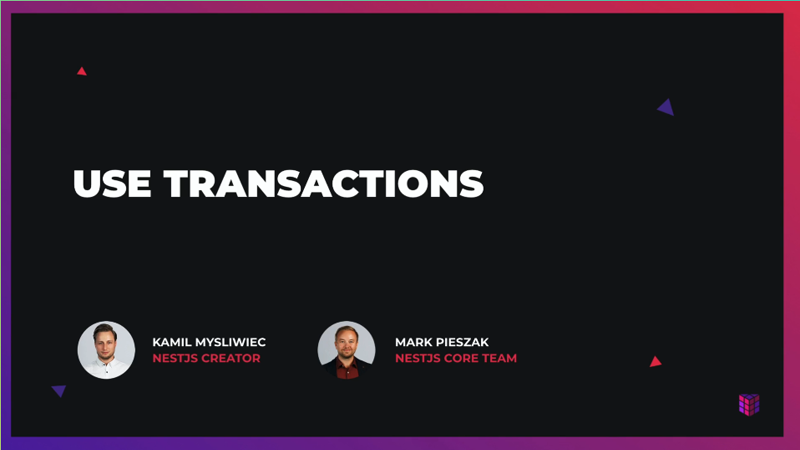 USE TRANSACTIONS
KAMIL MYSLIWIEC
NESTJS CREATOR
MARK PIESZAK
NESTJS CORE TEAM